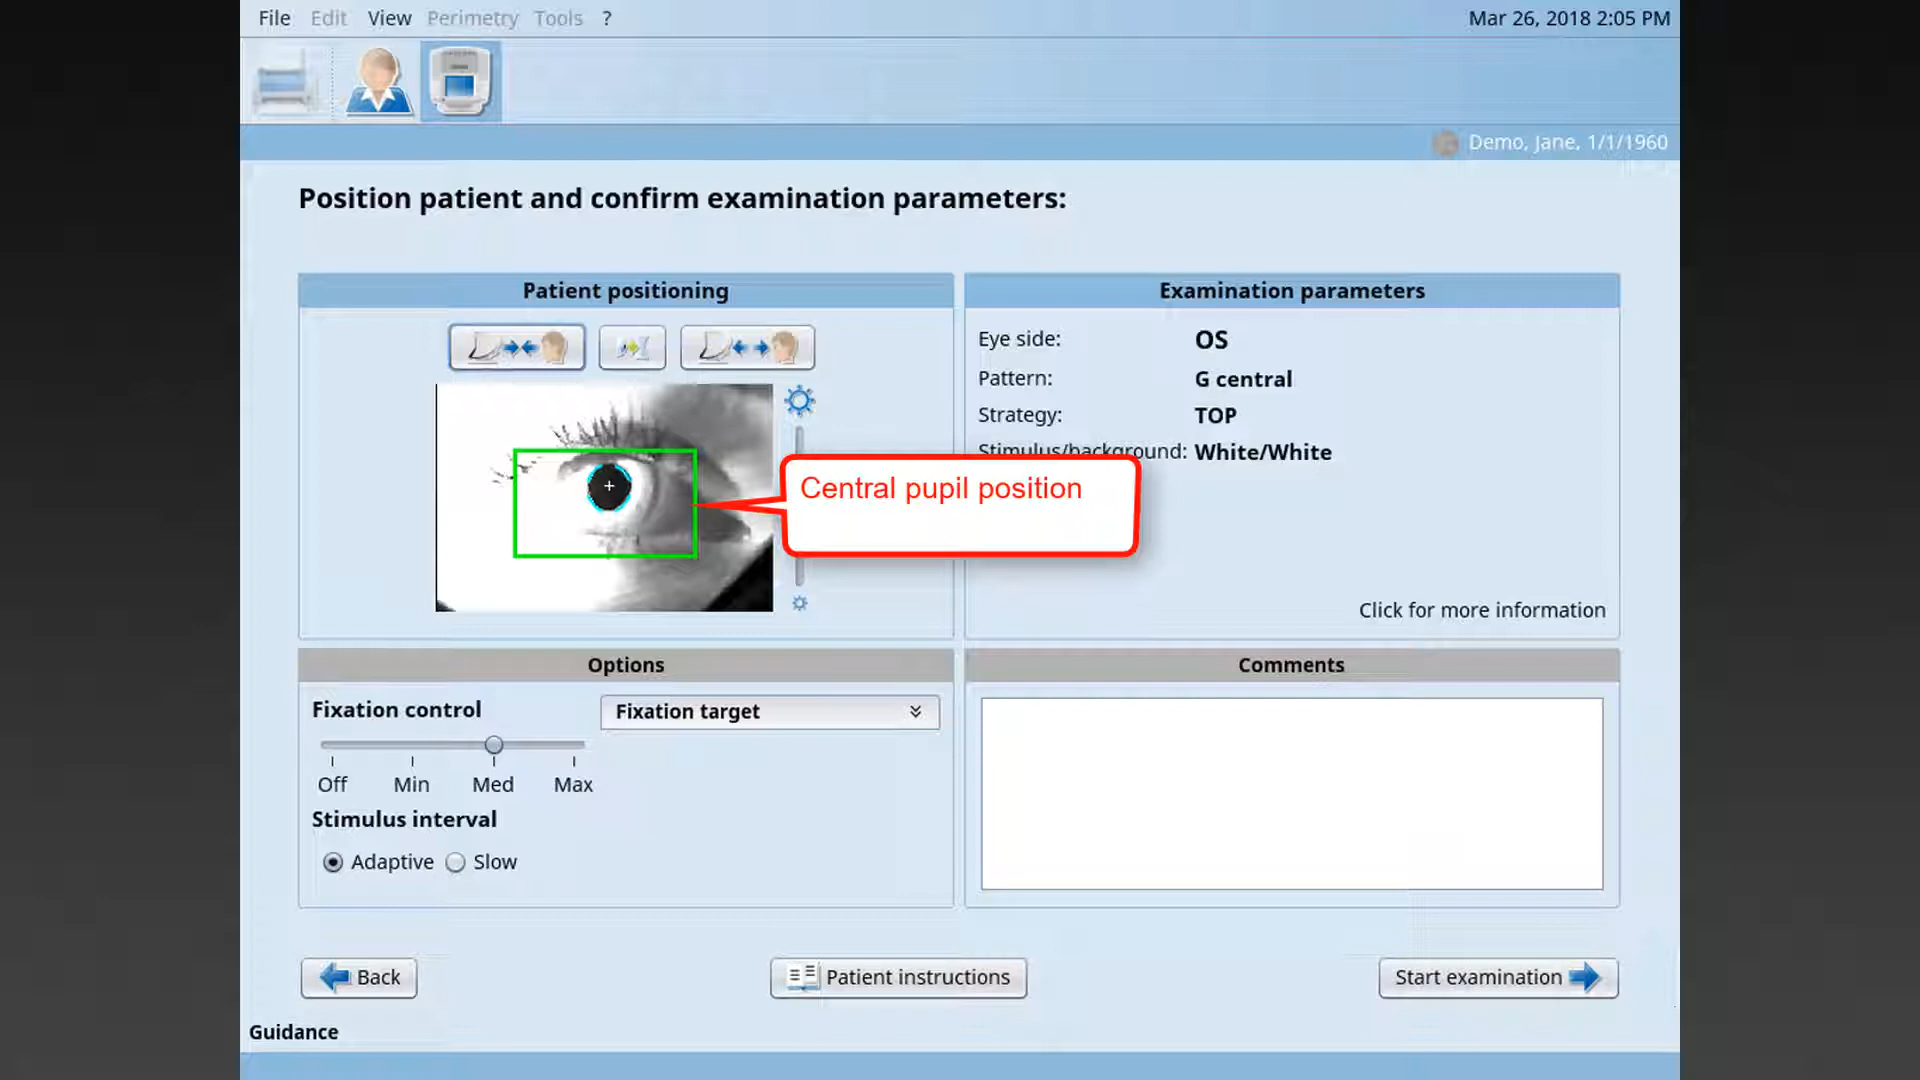 File Edit View Perimetry Tools ? Mar 26, 2018 2:05 PM
Demo, Jane, 1/1/1960
Position patient and confirm examination parameters:
Patient positioning
Examination parameters
Eye side: OS
Pattern: G central
Strategy: TOP
Stimulus/background: White/White
Central pupil position
Click for more information
Options
Fixation control
Fixation target
Off Min Med Max
Stimulus interval
Adaptive Slow
Comments
Back
Patient instructions
Start examination
Guidance